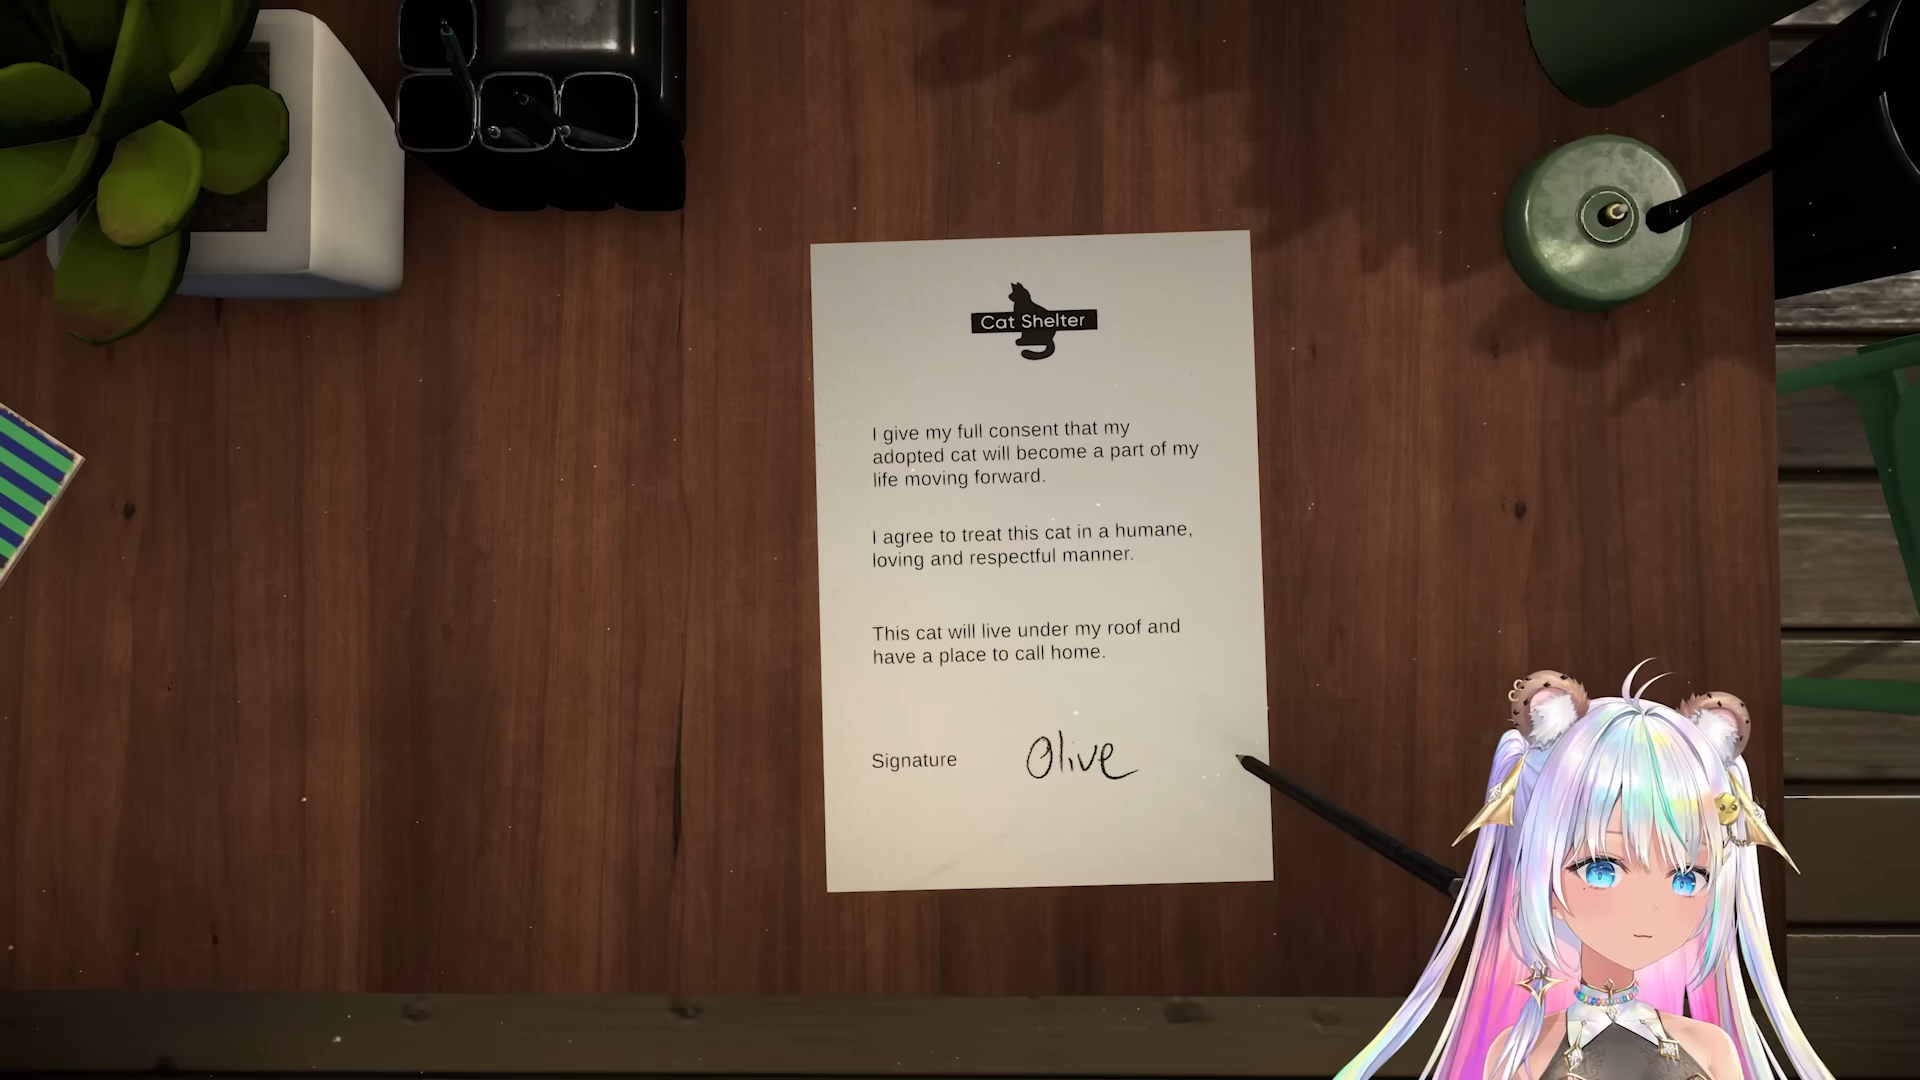 Cat Shelter
I give my full consent that my
adopted cat will become a part of my
life moving forward.
I agree to treat this cat in a humane,
loving and respectful manner.
This cat will live under my roof and
have a place to call home.
Signature Olive